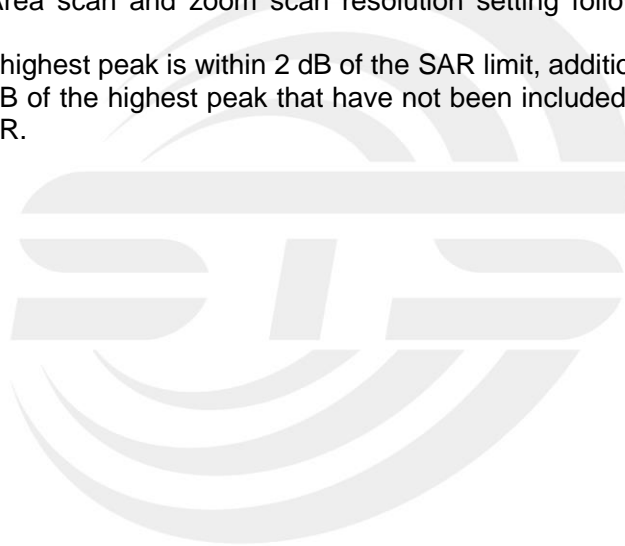 Area scan and zoom scan resolution setting follo
highest peak is within 2 dB of the SAR limit, additio
B of the highest peak that have not been included
R.
STS